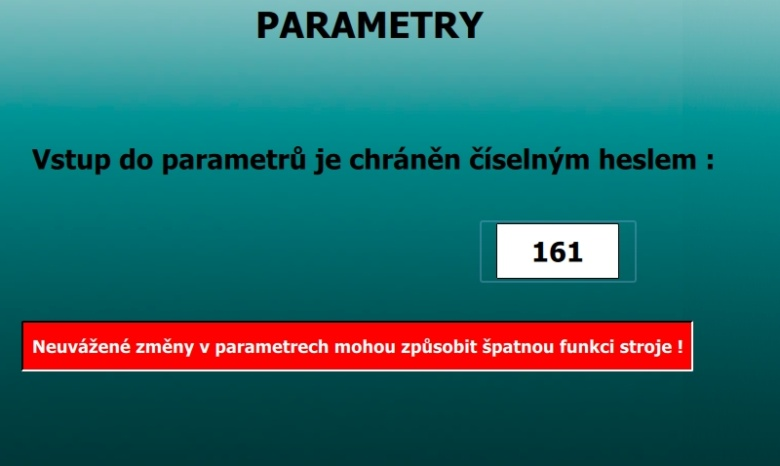 PARAMETRY
Vstup do parametrů je chráněn číselným heslem :
161
Neuvážené změny v parametrech mohou způsobit špatnou funkci stroje !